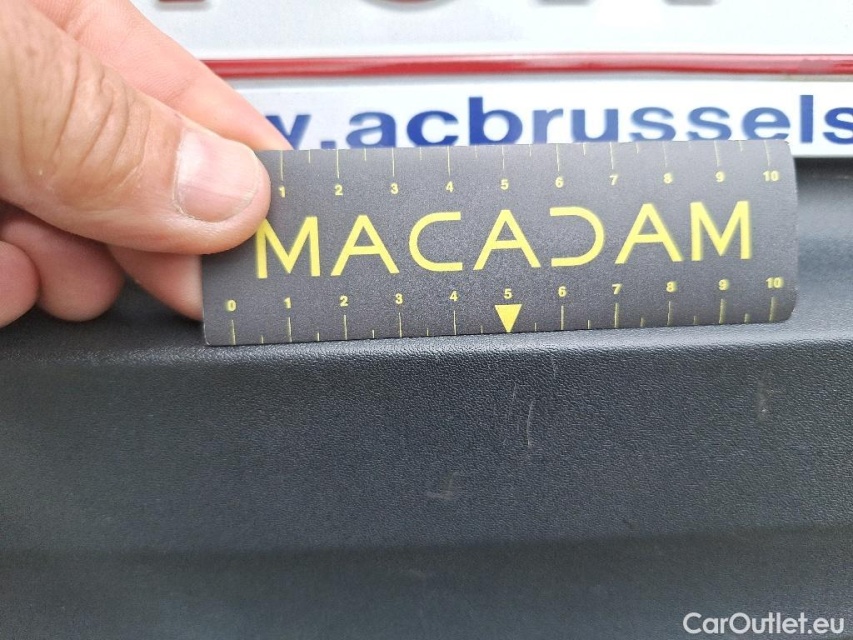 w.acbrussels
1 2 3 4 5 6 7 8 9 10
MACADAM
0 1 2 3 4 5 6 7 8 9 10
CarOutlet.eu